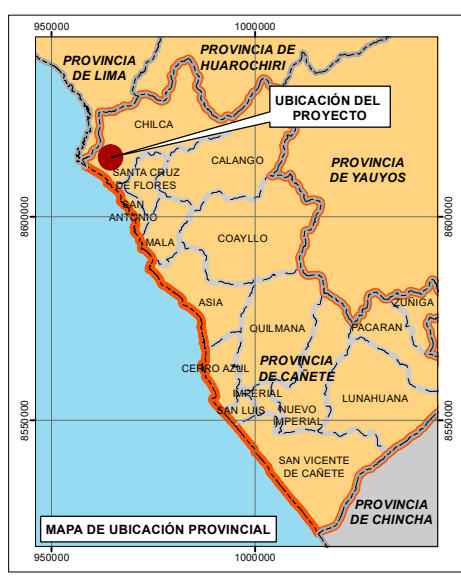 950000
1000000
PROVINCIA
DE LIMA
PROVINCIA DE
HUAROCHIRI
UBICACIÓN DEL
PROYECTO
CHILCA
CALANGO
PROVINCIA
DE YAUYOS
SANTA CRUZ
DE FLORES
SAN
ANTONIO
8600000
8600000
MALA
COAYLLO
ASIA
ZUÑIGA
QUILMANA
PACARAN
PROVINCIA
DE CAÑETE
CERRO AZUL
IMPERIAL
LUNAHUANA
SAN LUIS
NUEVO
IMPERIAL
8550000
8550000
SAN VICENTE
DE CAÑETE
PROVINCIA
DE CHINCHA
MAPA DE UBICACIÓN PROVINCIAL
950000
1000000